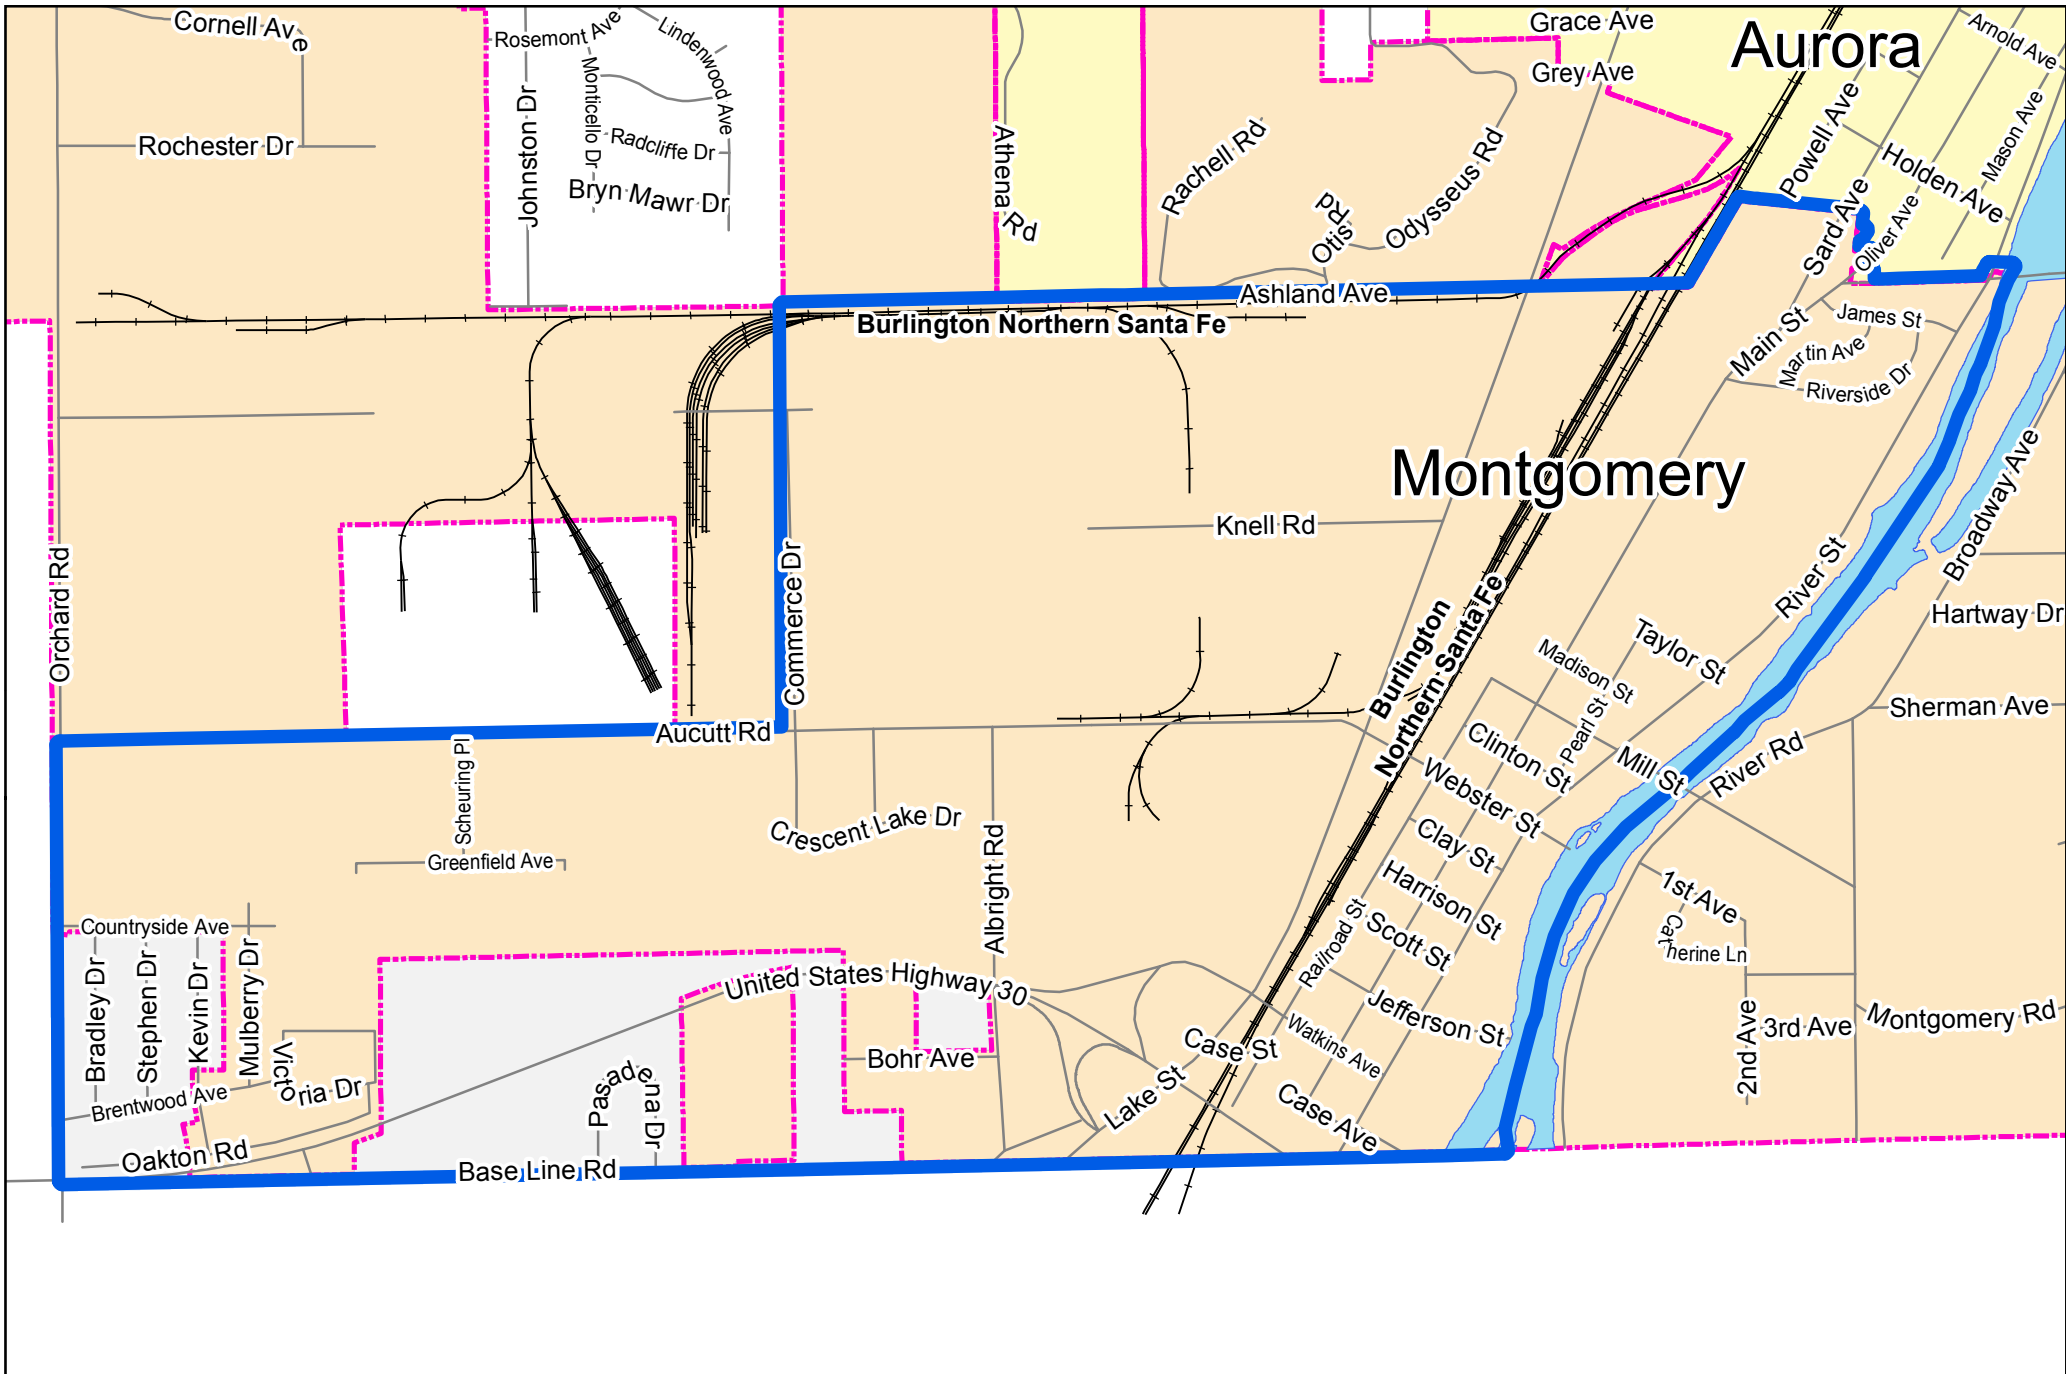 Cornell Ave
Rosemont Ave
Lindenwood Ave
Grace Ave
Aurora
Arnold Ave
Grey Ave
Monticello Dr
Johnston Dr
Rochester Dr
Radcliffe Dr
Bryn Mawr Dr
Athena Rd
Rachell Rd
Otis Rd
Odysseus Rd
Powell Ave
Mason Ave
Holden Ave
Sard Ave
Oliver Ave
Ashland Ave
Burlington Northern Santa Fe
Main St
James St
Martin Ave
Riverside Dr
Montgomery
Broadway Ave
Knell Rd
Orchard Rd
Commerce Dr
River St
Hartway Dr
Burlington
Northern Santa Fe
Taylor St
Madison St
Pearl St
Sherman Ave
Aucutt Rd
Clinton St
Mill St
River Rd
Scheuring Pl
Webster St
Crescent Lake Dr
Greenfield Ave
Albright Rd
Clay St
Harrison St
1st Ave
Catherine Ln
Countryside Ave
Railroad St
Scott St
Bradley Dr
Stephen Dr
Kevin Dr
Mulberry Dr
United States Highway 30
Jefferson St
2nd Ave
3rd Ave
Montgomery Rd
Victoria Dr
Bohr Ave
Case St
Watkins Ave
Brentwood Ave
Pasadena Dr
Lake St
Case Ave
Oakton Rd
Base Line Rd